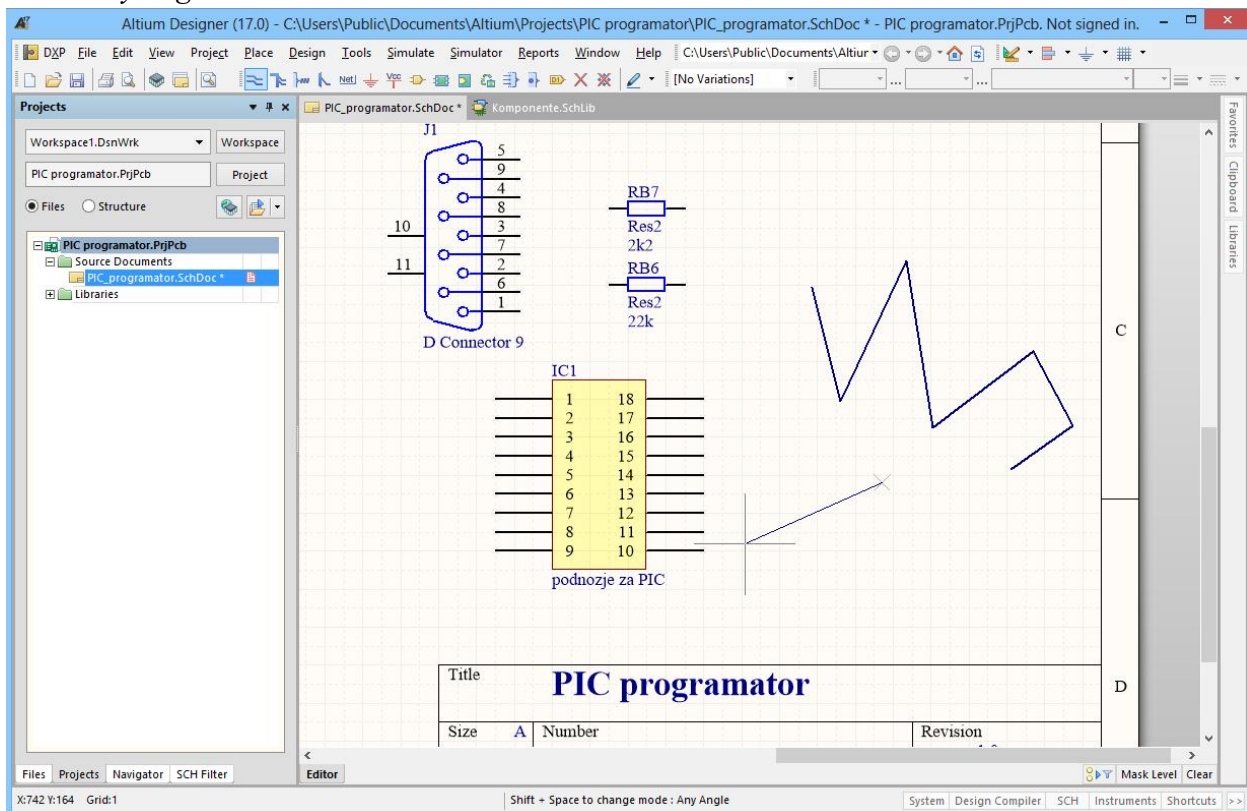 Altium Designer (17.0) - C:\Users\Public\Documents\Altium\Projects\PIC programator\PIC_programator.SchDoc * - PIC programator.PrjPcb. Not signed in.
DXP File Edit View Project Place Design Tools Simulate Simulator Reports Window Help C:\Users\Public\Documents\Altiur
[No Variations]
Projects
PIC_programator.SchDoc * Komponente.SchLib
Workspace1.DsnWrk Workspace
PIC programator.PrjPcb Project
Files Structure
PIC programator.PrjPcb
Source Documents
PIC_programator.SchDoc *
Libraries
Files Projects Navigator SCH Filter
J1
5
9
4
8
3
7
2
6
1
10
11
D Connector 9
RB7
Res2
2k2
RB6
Res2
22k
IC1
1 18
2 17
3 16
4 15
5 14
6 13
7 12
8 11
9 10
podnozje za PIC
C
D
Title PIC programator
Size A Number Revision
Favorites
Clipboard
Libraries
Editor Mask Level Clear
X:742 Y:164 Grid:1 Shift + Space to change mode : Any Angle System Design Compiler SCH Instruments Shortcuts >>